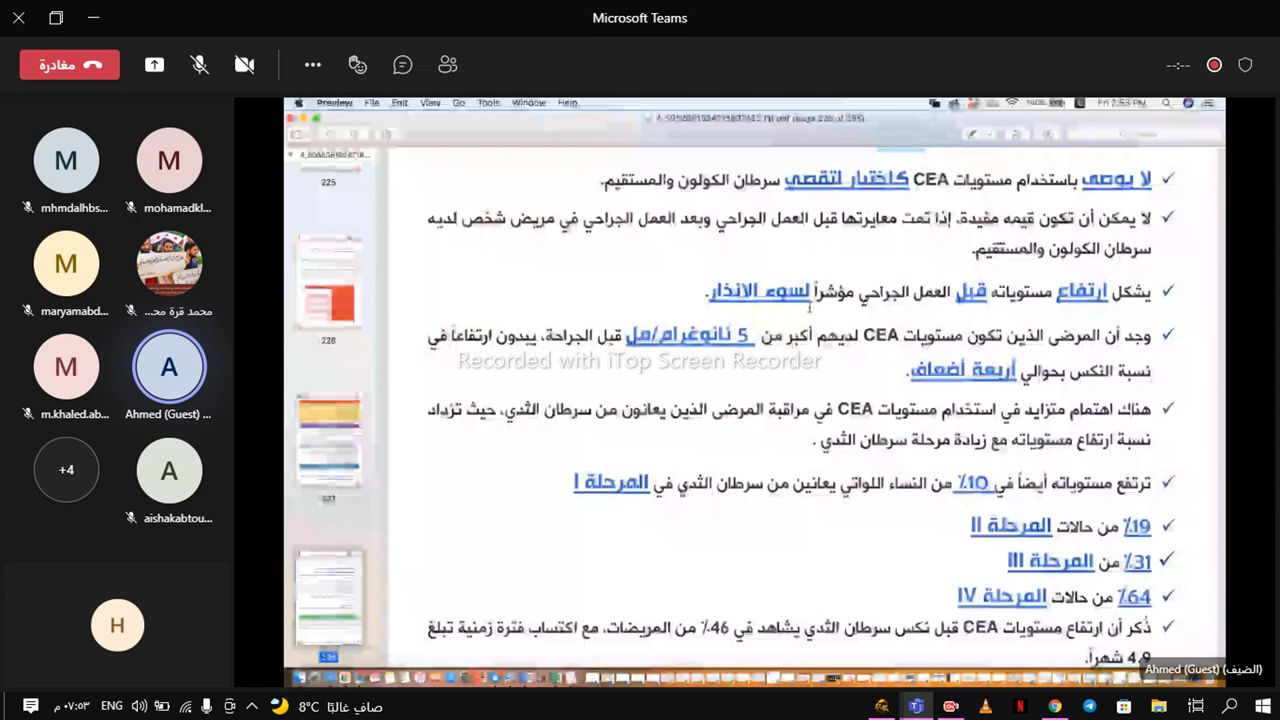 Microsoft Teams
مغادرة
--:--
Preview File Edit View Go Tools Window Help
Fri 7:53 PM
M
M
mhmdalhbs...
mohamadkl...
M
maryamabd...
محمد قرة محـ...
M
A
m.khaled.ab...
Ahmed (Guest) ...
+4
A
aishakabtou...
H
225
226
227
لا يوصى باستخدام مستويات CEA كاختبار لتقصي سرطان الكولون والمستقيم.
لا يمكن أن تكون قيمه مفيدة، إذا تمت معايرتها قبل العمل الجراحي وبعد العمل الجراحي في مريض شخص لديه
سرطان الكولون والمستقيم.
يشكل ارتفاع مستوياته قبل العمل الجراحي مؤشراً لسوء الإنذار.
وجد أن المرضى الذين تكون مستويات CEA لديهم أكبر من 5 نانوغرام/مل قبل الجراحة، يبدون ارتفاعاً في
نسبة النكس بحوالي أربعة أضعاف.
Recorded with iTop Screen Recorder
هناك اهتمام متزايد في استخدام مستويات CEA في مراقبة المرضى الذين يعانون من سرطان الثدي، حيث تزداد
نسبة ارتفاع مستوياته مع زيادة مرحلة سرطان الثدي .
ترتفع مستوياته أيضاً في 10% من النساء اللواتي يعانين من سرطان الثدي في المرحلة I
19% من حالات المرحلة II
31% من المرحلة III
64% من حالات المرحلة IV
ذُكر أن ارتفاع مستويات CEA قبل نكس سرطان الثدي يشاهد في 46% من المريضات، مع اكتساب فترة زمنية تبلغ
4.9 شهراً.
Ahmed (Guest) (الضيف)
٠٧:٥٣ م
ENG
8°C صافٍ غالبًا